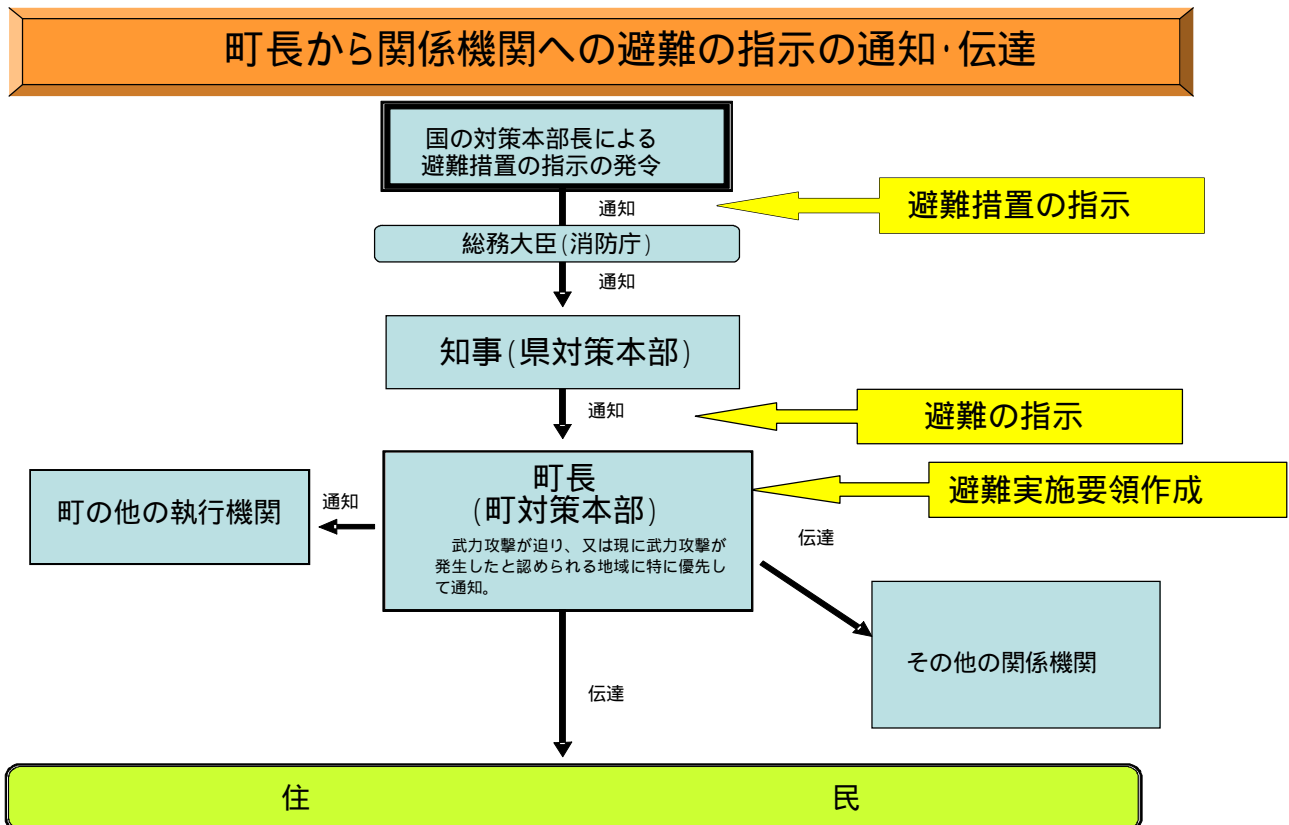 町長から関係機関への避難の指示の通知・伝達
国の対策本部長による
避難措置の指示の発令
通知
避難措置の指示
総務大臣(消防庁)
通知
知事(県対策本部)
通知
避難の指示
町長
(町対策本部)
武力攻撃が迫り、又は現に武力攻撃が
発生したと認められる地域に特に優先し
て通知。
避難実施要領作成
町の他の執行機関
通知
伝達
その他の関係機関
伝達
住民